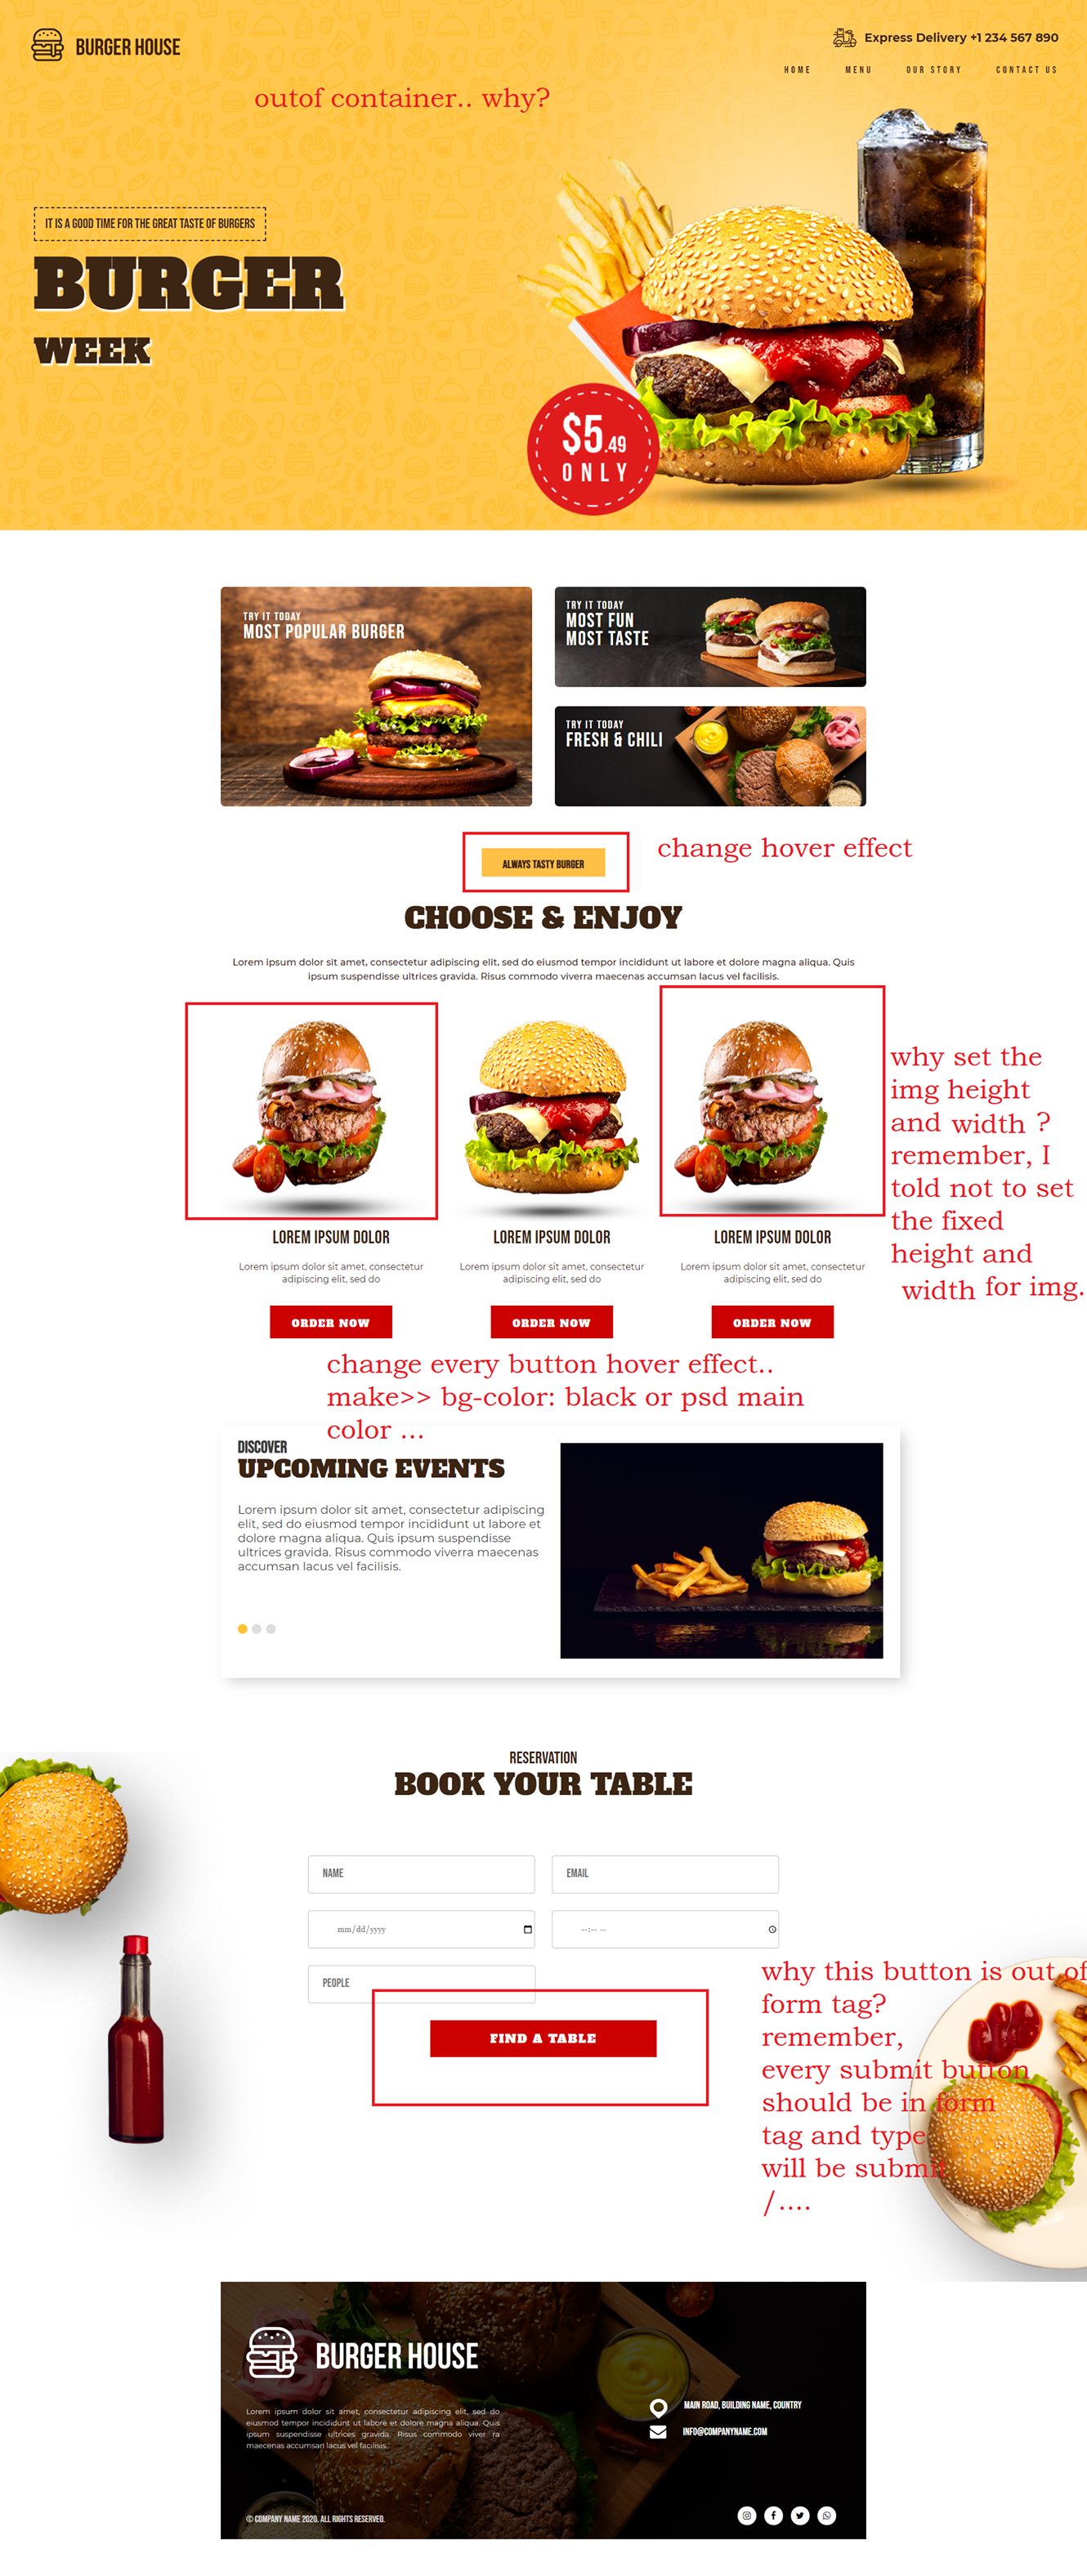 BURGER HOUSE
Express Delivery +1 234 567 890
HOME MENU OUR STORY CONTACT US
outof container.. why?
IT IS A GOOD TIME FOR THE GREAT TASTE OF BURGERS
BURGER
WEEK
$5.49
ONLY
TRY IT TODAY
MOST POPULAR BURGER
TRY IT TODAY
MOST FUN
MOST TASTE
TRY IT TODAY
FRESH & CHILI
ALWAYS TASTY BURGER
change hover effect
CHOOSE & ENJOY
Lorem ipsum dolor sit amet, consectetur adipiscing elit, sed do eiusmod tempor incididunt ut labore et dolore magna aliqua. Quis
ipsum suspendisse ultrices gravida. Risus commodo viverra maecenas accumsan lacus vel facilisis.
why set the
img height
and width ?
remember, I
told not to set
the fixed
height and
width for img.
LOREM IPSUM DOLOR
Lorem ipsum dolor sit amet, consectetur
adipiscing elit, sed do
ORDER NOW
LOREM IPSUM DOLOR
Lorem ipsum dolor sit amet, consectetur
adipiscing elit, sed do
ORDER NOW
LOREM IPSUM DOLOR
Lorem ipsum dolor sit amet, consectetur
adipiscing elit, sed do
ORDER NOW
change every button hover effect..
make>> bg-color: black or psd main
color ...
DISCOVER
UPCOMING EVENTS
Lorem ipsum dolor sit amet, consectetur adipiscing
elit, sed do eiusmod tempor incididunt ut labore et
dolore magna aliqua. Quis ipsum suspendisse
ultrices gravida. Risus commodo viverra maecenas
accumsan lacus vel facilisis.
RESERVATION
BOOK YOUR TABLE
NAME
EMAIL
mm/dd/yyyy
--:-- --
PEOPLE
FIND A TABLE
why this button is out of
form tag?
remember,
every submit button
should be in form
tag and type
will be submit
/....
BURGER HOUSE
Lorem ipsum dolor sit amet, consectetur adipiscing elit, sed do
eiusmod tempor incididunt ut labore et dolore magna aliqua. Quis
ipsum suspendisse ultrices gravida. Risus commodo viver ra
maecenas accumsan lacus vel facilisis.
MAIN ROAD, BUILDING NAME, COUNTRY
INFO@COMPANYNAME.COM
© COMPANY NAME 2020. ALL RIGHTS RESERVED.